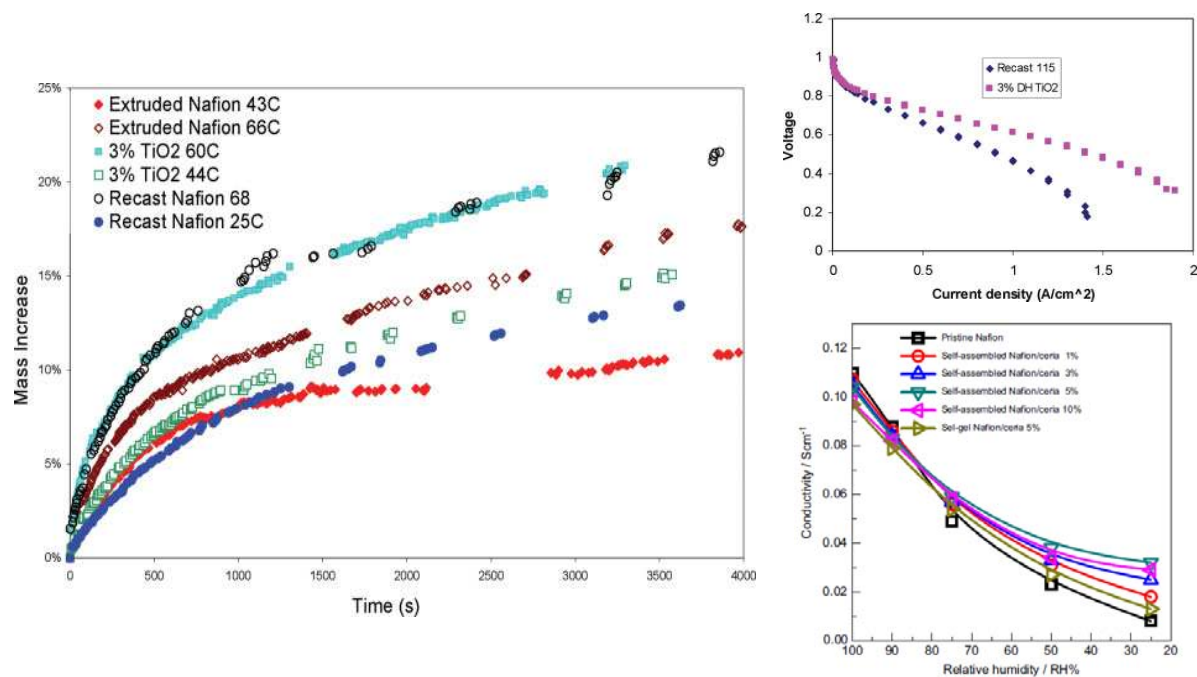 25%
20%
15%
10%
5%
0%
Mass Increase
Extruded Nafion 43C
Extruded Nafion 66C
3% TiO2 60C
3% TiO2 44C
Recast Nafion 68
Recast Nafion 25C
0 500 1000 1500 2000 2500 3000 3500 4000
Time (s)
1.2
1
0.8
0.6
0.4
0.2
0
Voltage
Recast 115
3% DH TiO2
0 0.5 1 1.5 2
Current density (A/cm^2)
0.12
0.10
0.08
0.06
0.04
0.02
0.00
Conductivity / Scm⁻¹
Pristine Nafion
Self-assembled Nafion/ceria 1%
Self-assembled Nafion/ceria 3%
Self-assembled Nafion/ceria 5%
Self-assembled Nafion/ceria 10%
Sel-gel Nafion/ceria 5%
100 90 80 70 60 50 40 30 20
Relative humidity / RH%